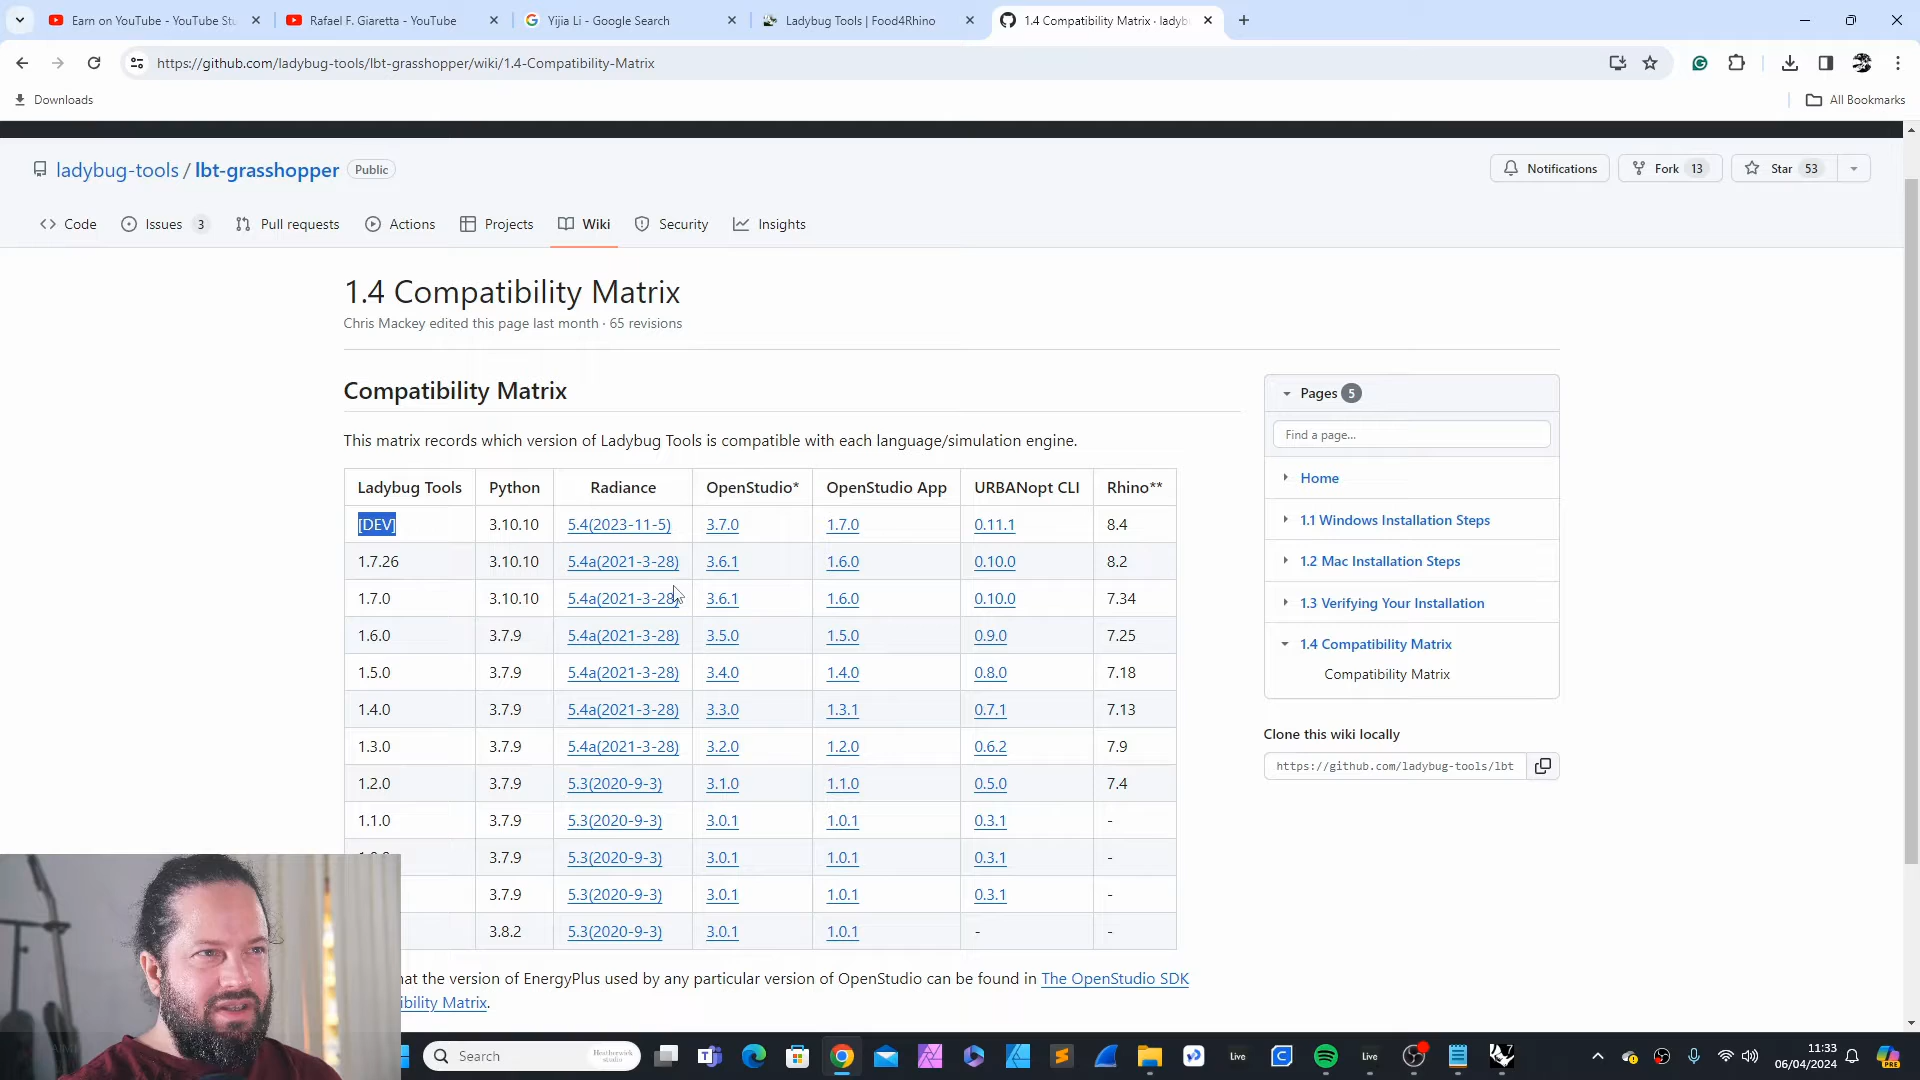 Earn on YouTube - YouTube Stu
Rafael F. Giaretta - YouTube
Yijia Li - Google Search
Ladybug Tools | Food4Rhino
1.4 Compatibility Matrix · ladyb
https://github.com/ladybug-tools/lbt-grasshopper/wiki/1.4-Compatibility-Matrix
Downloads
All Bookmarks
ladybug-tools / lbt-grasshopper Public
Notifications Fork 13 Star 53
Code Issues 3 Pull requests Actions Projects Wiki Security Insights
1.4 Compatibility Matrix
Chris Mackey edited this page last month · 65 revisions
Compatibility Matrix
This matrix records which version of Ladybug Tools is compatible with each language/simulation engine.
Ladybug Tools Python Radiance OpenStudio* OpenStudio App URBANopt CLI Rhino**
[DEV] 3.10.10 5.4(2023-11-5) 3.7.0 1.7.0 0.11.1 8.4
1.7.26 3.10.10 5.4a(2021-3-28) 3.6.1 1.6.0 0.10.0 8.2
1.7.0 3.10.10 5.4a(2021-3-28) 3.6.1 1.6.0 0.10.0 7.34
1.6.0 3.7.9 5.4a(2021-3-28) 3.5.0 1.5.0 0.9.0 7.25
1.5.0 3.7.9 5.4a(2021-3-28) 3.4.0 1.4.0 0.8.0 7.18
1.4.0 3.7.9 5.4a(2021-3-28) 3.3.0 1.3.1 0.7.1 7.13
1.3.0 3.7.9 5.4a(2021-3-28) 3.2.0 1.2.0 0.6.2 7.9
1.2.0 3.7.9 5.3(2020-9-3) 3.1.0 1.1.0 0.5.0 7.4
1.1.0 3.7.9 5.3(2020-9-3) 3.0.1 1.0.1 0.3.1 -
3.7.9 5.3(2020-9-3) 3.0.1 1.0.1 0.3.1 -
3.7.9 5.3(2020-9-3) 3.0.1 1.0.1 0.3.1 -
3.8.2 5.3(2020-9-3) 3.0.1 1.0.1 - -
at the version of EnergyPlus used by any particular version of OpenStudio can be found in The OpenStudio SDK
ibility Matrix.
Pages 5
Find a page...
Home
1.1 Windows Installation Steps
1.2 Mac Installation Steps
1.3 Verifying Your Installation
1.4 Compatibility Matrix
Compatibility Matrix
Clone this wiki locally
https://github.com/ladybug-tools/lbt
Search
Heatherwick
studio
Live
Live
11:33
06/04/2024
PRE